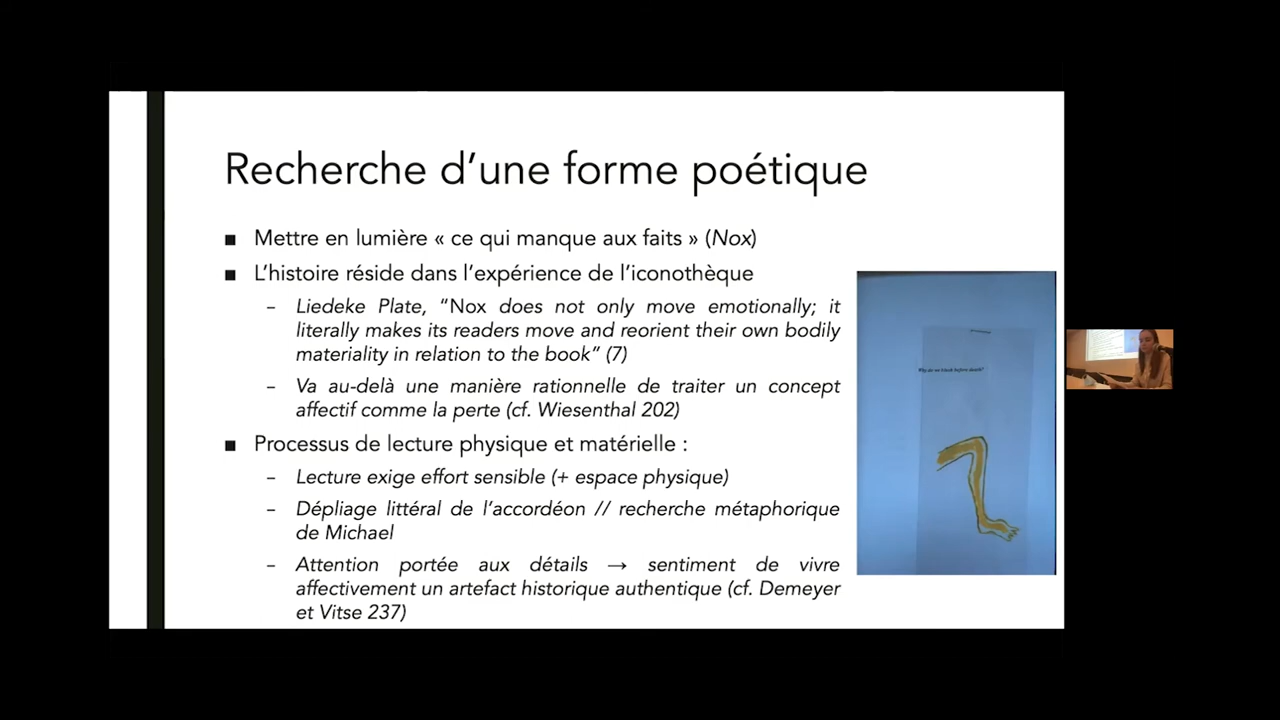 Recherche d'une forme poétique
■ Mettre en lumière « ce qui manque aux faits » (Nox)
■ L'histoire réside dans l'expérience de l'iconothèque
– Liedeke Plate, “Nox does not only move emotionally; it
literally makes its readers move and reorient their own bodily
materiality in relation to the book” (7)
– Va au-delà une manière rationnelle de traiter un concept
affectif comme la perte (cf. Wiesenthal 202)
■ Processus de lecture physique et matérielle :
– Lecture exige effort sensible (+ espace physique)
– Dépliage littéral de l'accordéon // recherche métaphorique
de Michael
– Attention portée aux détails → sentiment de vivre
affectivement un artefact historique authentique (cf. Demeyer
et Vitse 237)
Why do we blush before death?